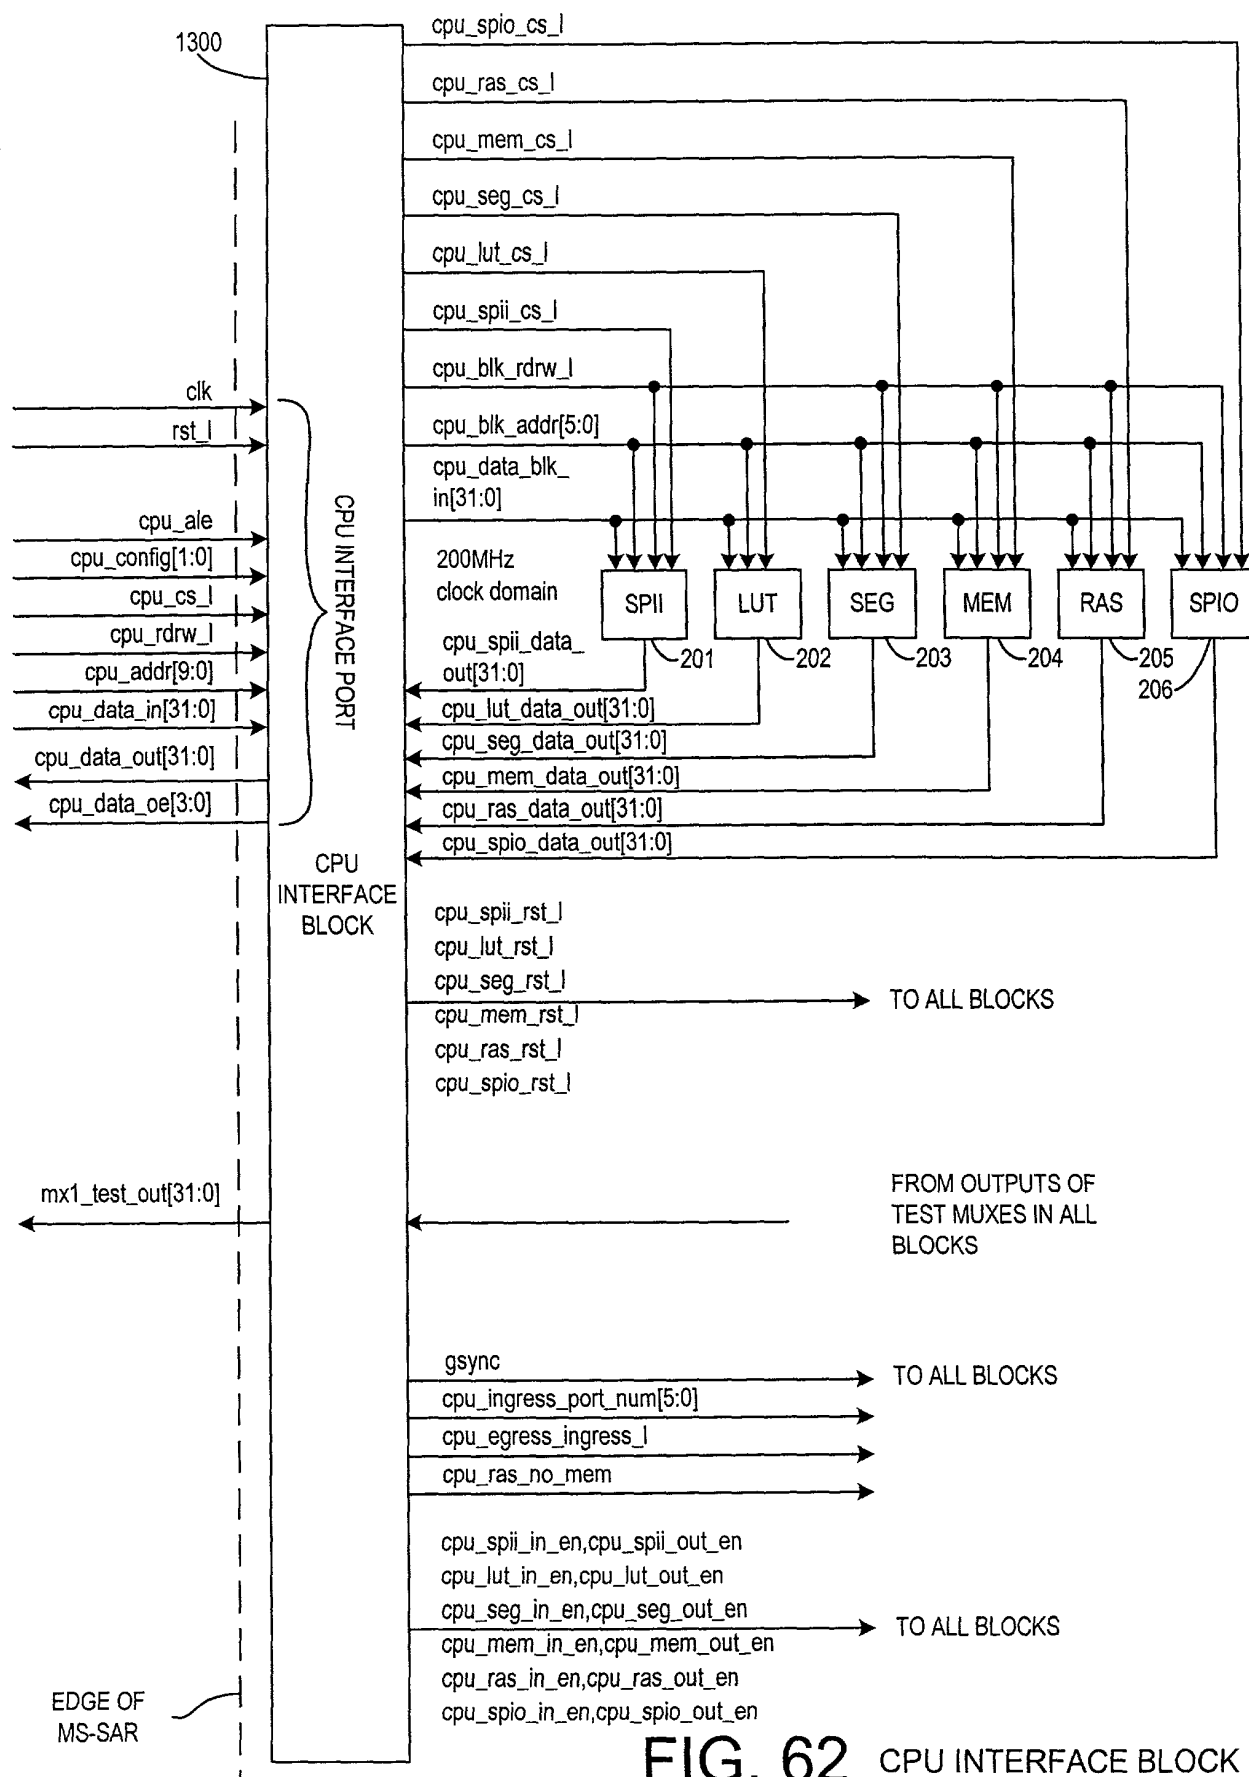 1300
cpu_spio_cs_l
cpu_ras_cs_l
cpu_mem_cs_l
cpu_seg_cs_l
cpu_lut_cs_l
cpu_spii_cs_l
cpu_blk_rdrw_l
cpu_blk_addr[5:0]
cpu_data_blk_
in[31:0]
clk
rst_l
cpu_ale
cpu_config[1:0]
cpu_cs_l
cpu_rdrw_l
cpu_addr[9:0]
cpu_data_in[31:0]
cpu_data_out[31:0]
cpu_data_oe[3:0]
CPU INTERFACE PORT
200MHz
clock domain
SPII
LUT
SEG
MEM
RAS
SPIO
201
202
203
204
205
206
cpu_spii_data_
out[31:0]
cpu_lut_data_out[31:0]
cpu_seg_data_out[31:0]
cpu_mem_data_out[31:0]
cpu_ras_data_out[31:0]
cpu_spio_data_out[31:0]
CPU
INTERFACE
BLOCK
cpu_spii_rst_l
cpu_lut_rst_l
cpu_seg_rst_l
cpu_mem_rst_l
cpu_ras_rst_l
cpu_spio_rst_l
TO ALL BLOCKS
mx1_test_out[31:0]
FROM OUTPUTS OF
TEST MUXES IN ALL
BLOCKS
gsync
cpu_ingress_port_num[5:0]
cpu_egress_ingress_l
cpu_ras_no_mem
TO ALL BLOCKS
cpu_spii_in_en,cpu_spii_out_en
cpu_lut_in_en,cpu_lut_out_en
cpu_seg_in_en,cpu_seg_out_en
cpu_mem_in_en,cpu_mem_out_en
cpu_ras_in_en,cpu_ras_out_en
cpu_spio_in_en,cpu_spio_out_en
TO ALL BLOCKS
EDGE OF
MS-SAR
FIG. 62 CPU INTERFACE BLOCK